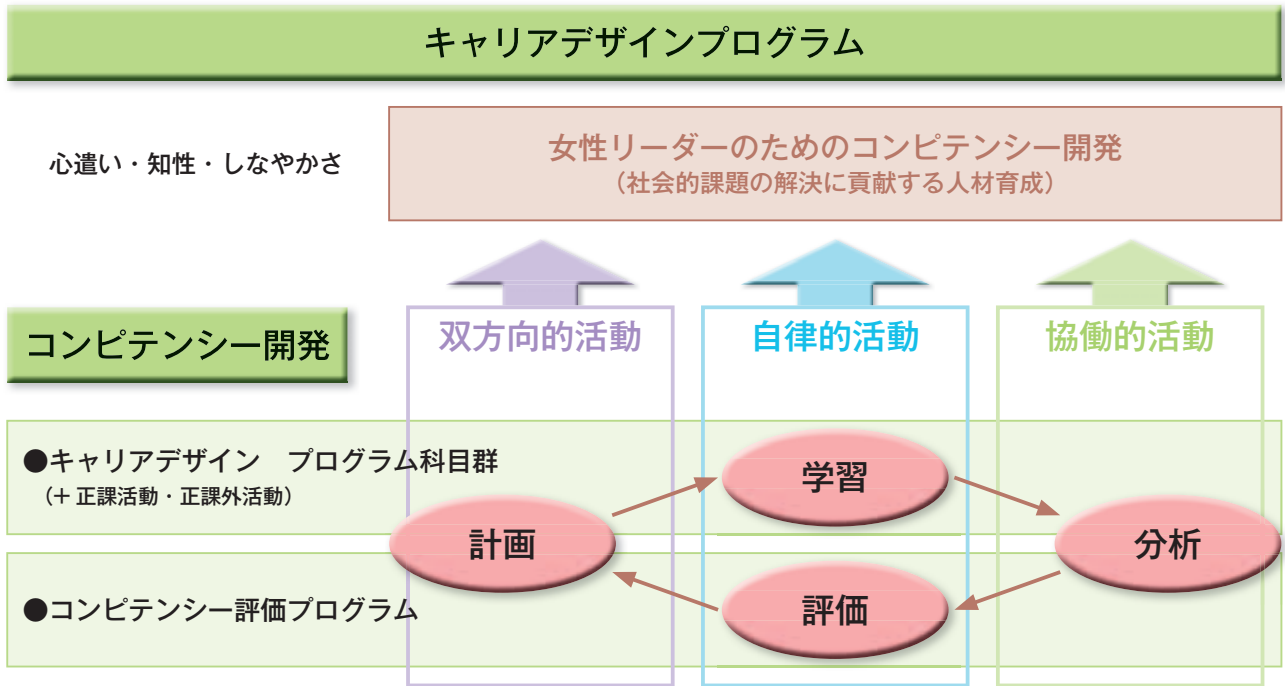 キャリアデザインプログラム
心遣い・知性・しなやかさ
女性リーダーのためのコンピテンシー開発
（社会的課題の解決に貢献する人材育成）
コンピテンシー開発
双方向的活動
自律的活動
協働的活動
●キャリアデザイン　プログラム科目群
（＋正課活動・正課外活動）
学習
計画
分析
●コンピテンシー評価プログラム
評価